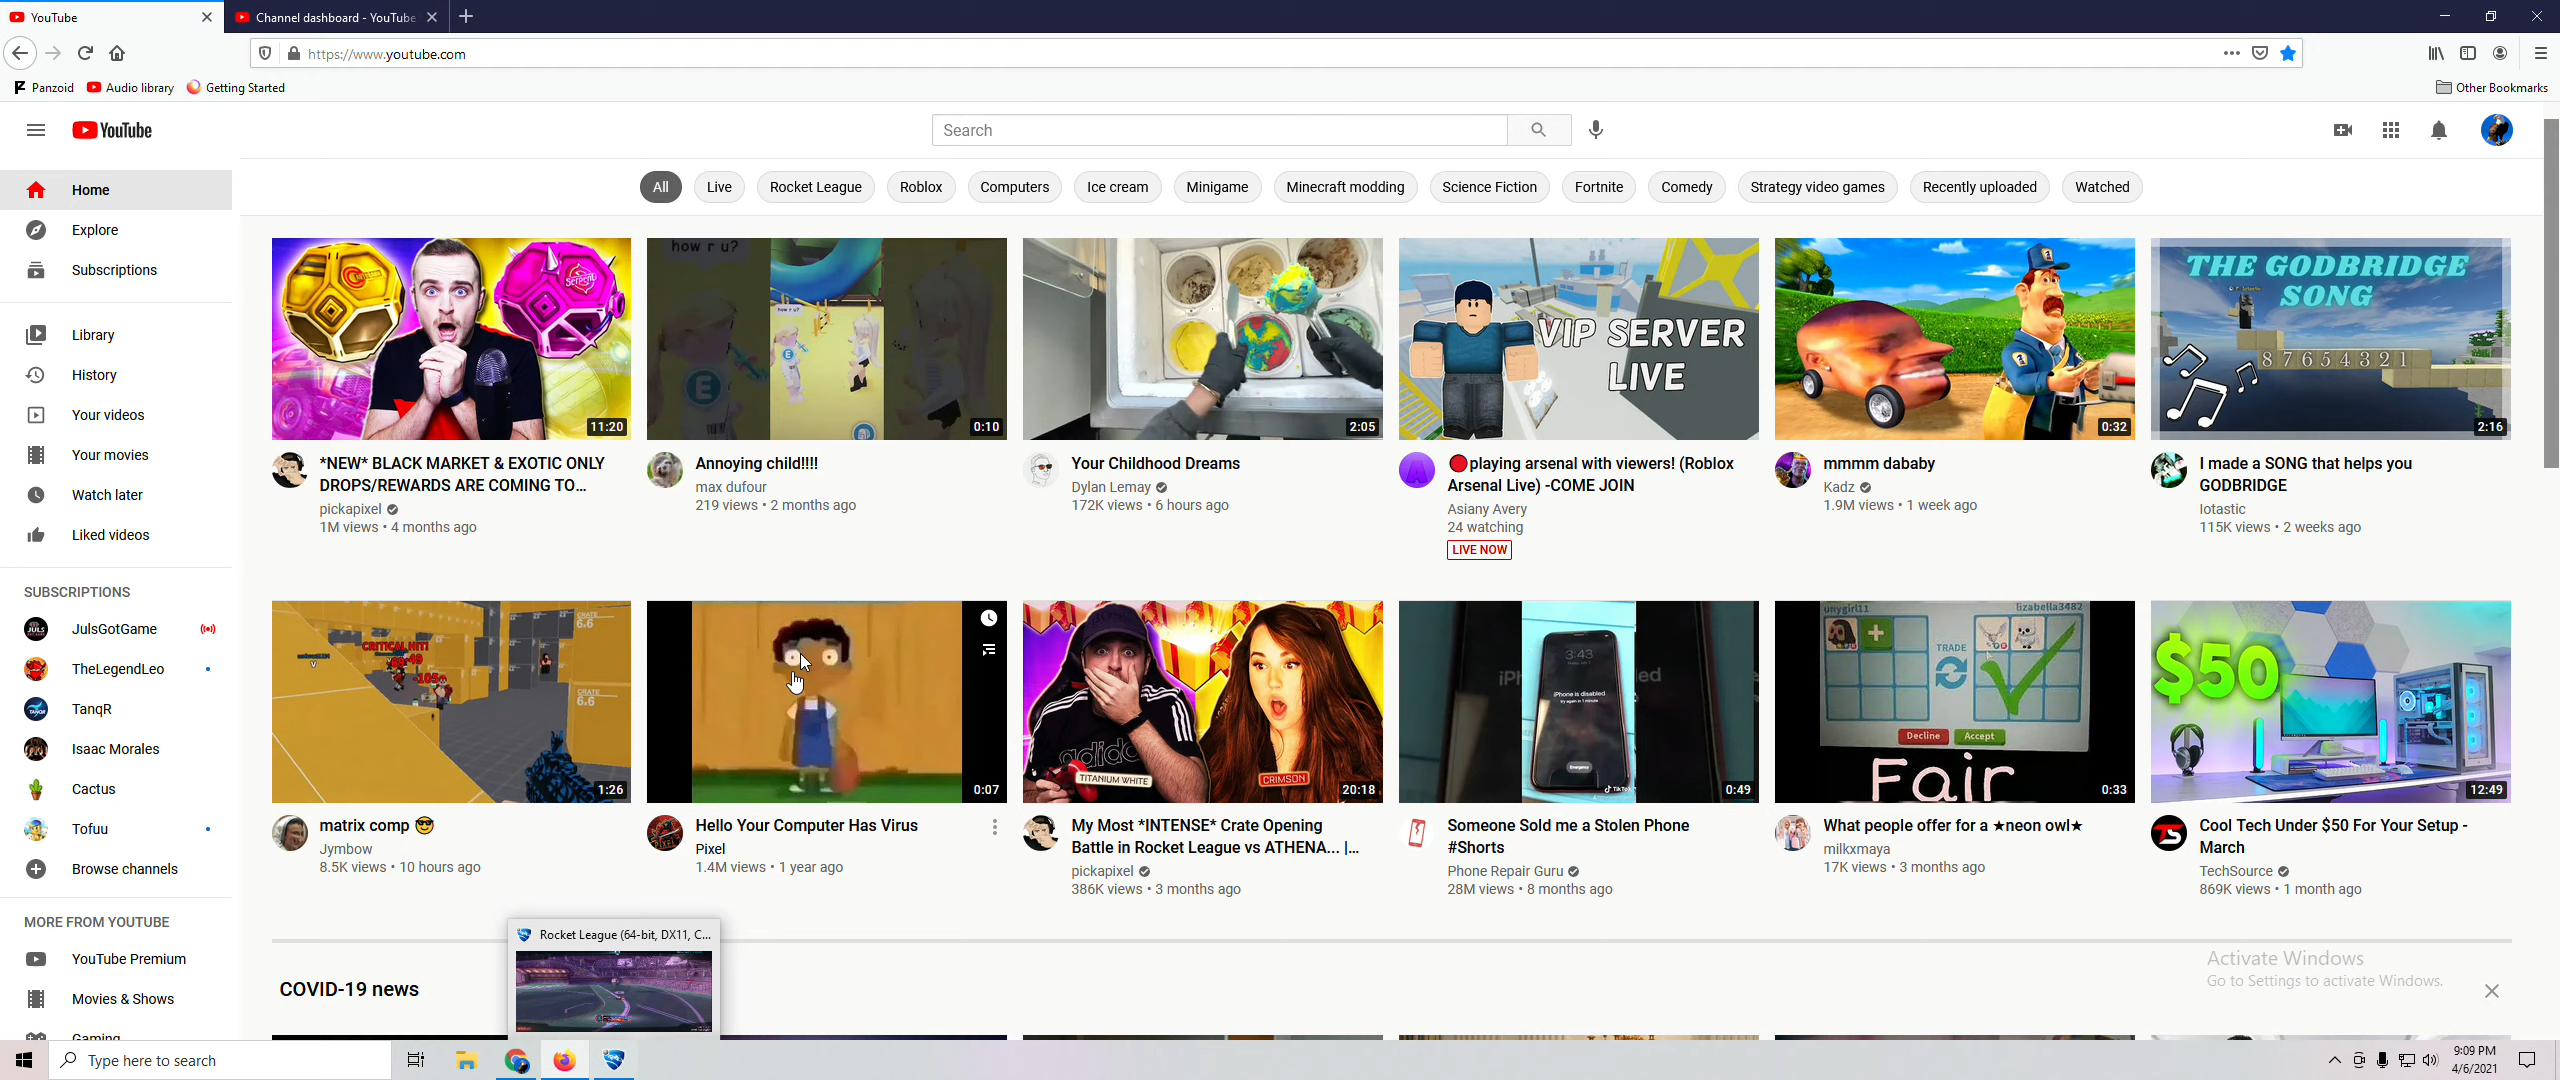 YouTube
Channel dashboard - YouTube
https://www.youtube.com
Panzoid
Audio library
Getting Started
Other Bookmarks
YouTube
Search
Home
Explore
Subscriptions
Library
History
Your videos
Your movies
Watch later
Liked videos
SUBSCRIPTIONS
JulsGotGame
TheLegendLeo
TanqR
Isaac Morales
Cactus
Tofuu
Browse channels
MORE FROM YOUTUBE
YouTube Premium
Movies & Shows
Gaming
All
Live
Rocket League
Roblox
Computers
Ice cream
Minigame
Minecraft modding
Science Fiction
Fortnite
Comedy
Strategy video games
Recently uploaded
Watched
SERPENT
11:20
*NEW* BLACK MARKET & EXOTIC ONLY
DROPS/REWARDS ARE COMING TO...
pickapixel
1M views • 4 months ago
how r u?
how r u?
E
E
0:10
Annoying child!!!!
max dufour
219 views • 2 months ago
2:05
Your Childhood Dreams
Dylan Lemay
172K views • 6 hours ago
VIP SERVER
LIVE
🔴playing arsenal with viewers! (Roblox
Arsenal Live) -COME JOIN
Asiany Avery
24 watching
LIVE NOW
0:32
mmmm dababy
Kadz
1.9M views • 1 week ago
THE GODBRIDGE
SONG
8 7 6 5 4 3 2 1
2:16
I made a SONG that helps you
GODBRIDGE
Iotastic
115K views • 2 weeks ago
CRITICAL HIT!
-49
-105
CRATE
6.6
CRATE
6.6
1:26
matrix comp 😎
Jymbow
8.5K views • 10 hours ago
0:07
Hello Your Computer Has Virus
Pixel
1.4M views • 1 year ago
adidas
TITANIUM WHITE
CRIMSON
20:18
My Most *INTENSE* Crate Opening
Battle in Rocket League vs ATHENA... |...
pickapixel
386K views • 3 months ago
3:43
iPhone is disabled
try again in 1 minute
Emergency
TikTok
0:49
Someone Sold me a Stolen Phone
#Shorts
Phone Repair Guru
28M views • 8 months ago
unygirl11
lizabella3482
TRADE
Decline
Accept
Fair
0:33
What people offer for a ★neon owl★
milkxmaya
17K views • 3 months ago
$50
12:49
Cool Tech Under $50 For Your Setup -
March
TechSource
869K views • 1 month ago
Rocket League (64-bit, DX11, C...
COVID-19 news
Activate Windows
Go to Settings to activate Windows.
Type here to search
9:09 PM
4/6/2021